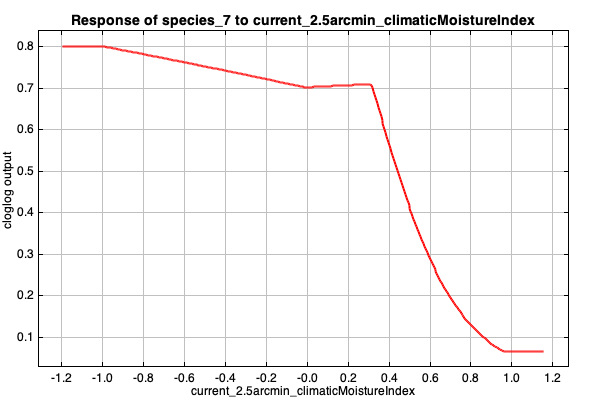 Response of species_7 to current_2.5arcmin_climaticMoistureIndex
0.8
0.7
0.6
0.5
0.4
0.3
0.2
0.1
cloglog output
-1.2 -1.0 -0.8 -0.6 -0.4 -0.2 -0.0 0.2 0.4 0.6 0.8 1.0 1.2
current_2.5arcmin_climaticMoistureIndex